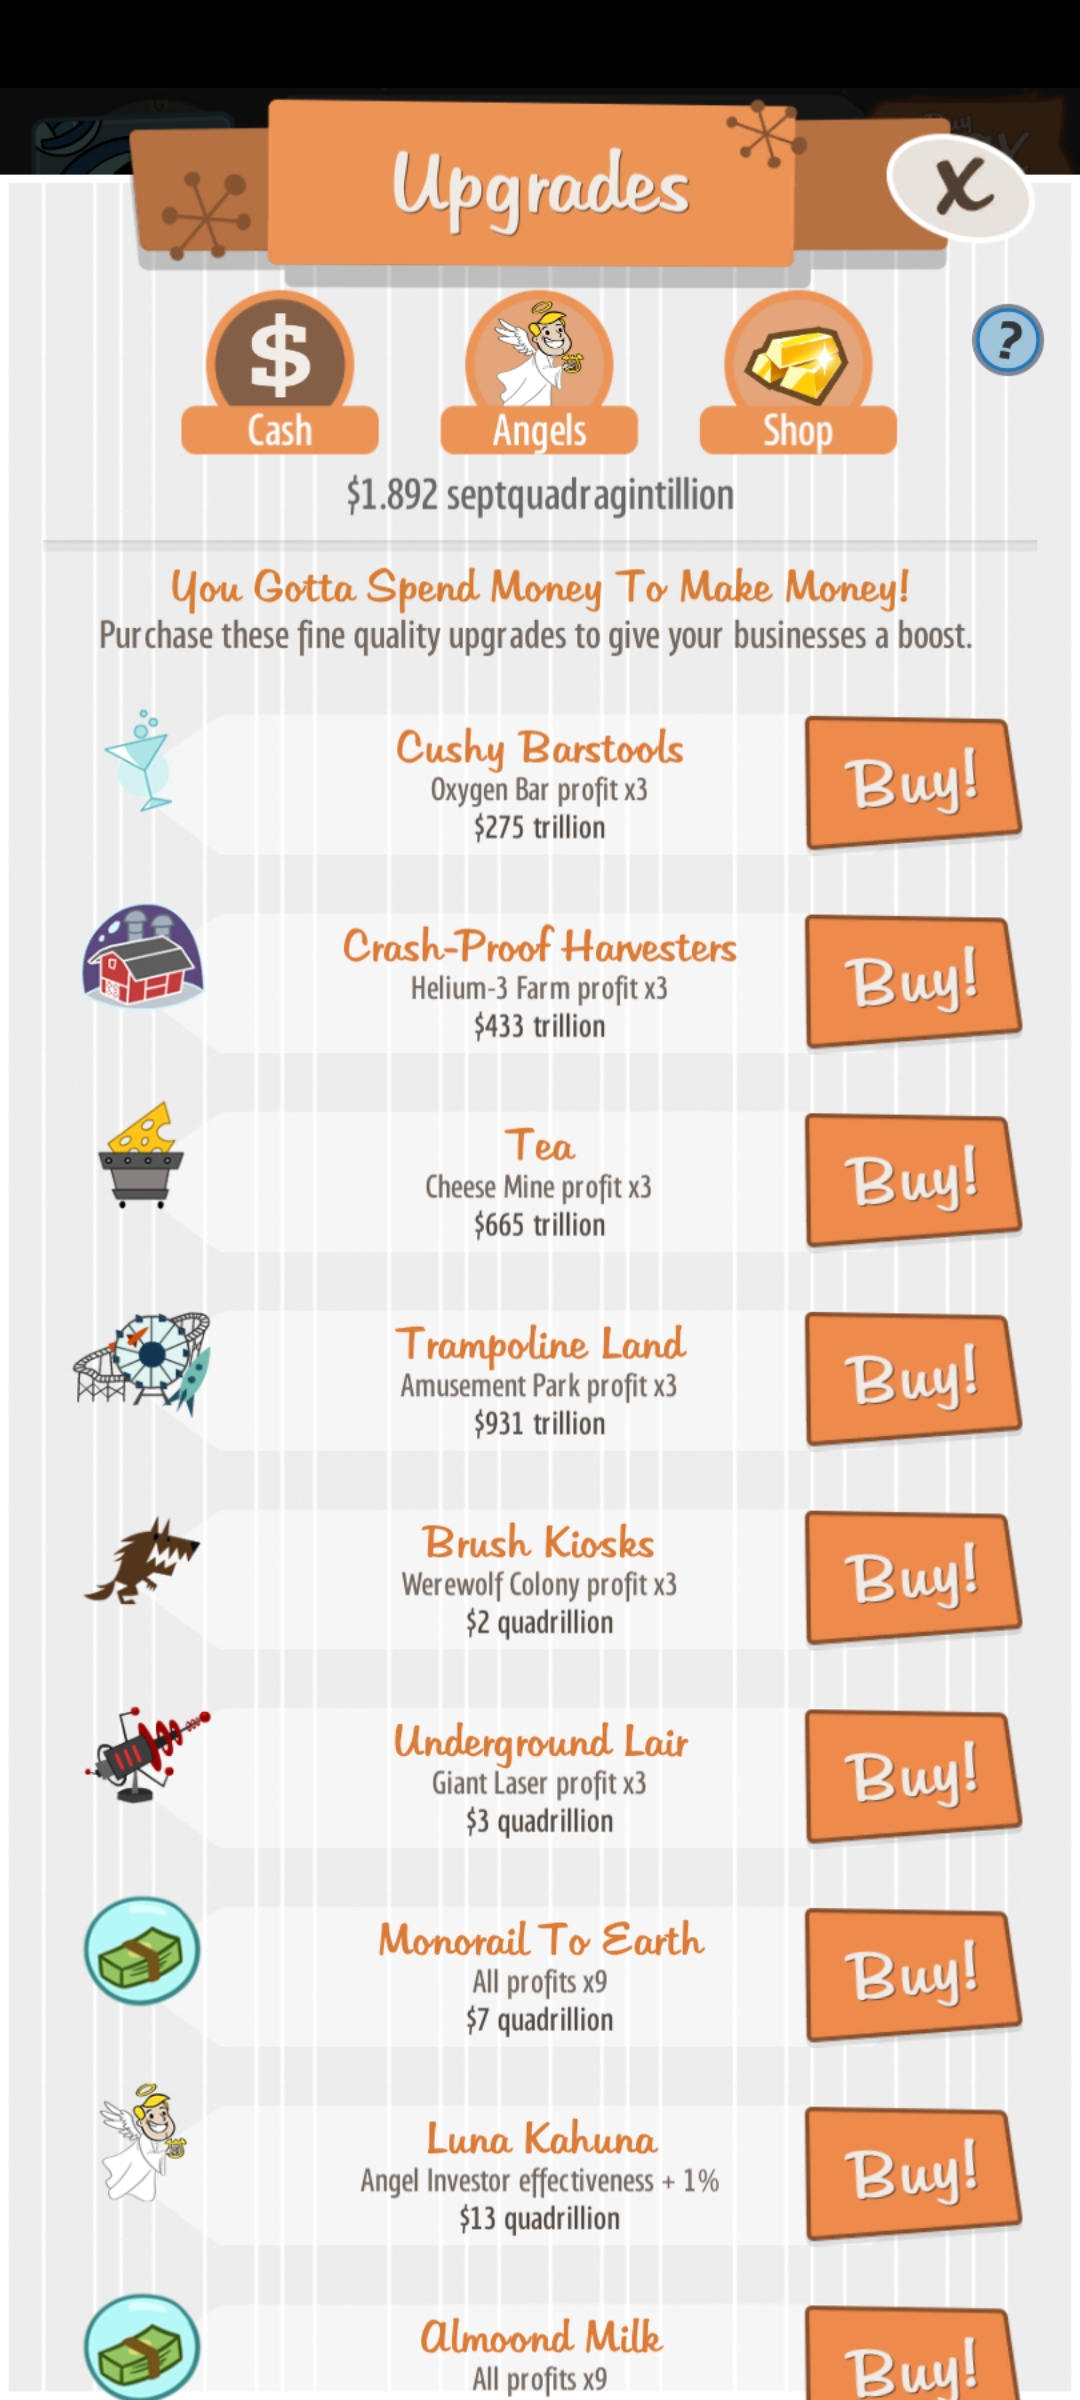 Upgrades
X
$
Cash
Angels
Shop
?
$1.892 septquadragintillion
You Gotta Spend Money To Make Money!
Purchase these fine quality upgrades to give your businesses a boost.
Cushy Barstools
Oxygen Bar profit x3
$275 trillion
Buy!
Crash-Proof Harvesters
Helium-3 Farm profit x3
$433 trillion
Buy!
Tea
Cheese Mine profit x3
$665 trillion
Buy!
Trampoline Land
Amusement Park profit x3
$931 trillion
Buy!
Brush Kiosks
Werewolf Colony profit x3
$2 quadrillion
Buy!
Underground Lair
Giant Laser profit x3
$3 quadrillion
Buy!
Monorail To Earth
All profits x9
$7 quadrillion
Buy!
Luna Kahuna
Angel Investor effectiveness + 1%
$13 quadrillion
Buy!
Almoond Milk
All profits x9
Buy!